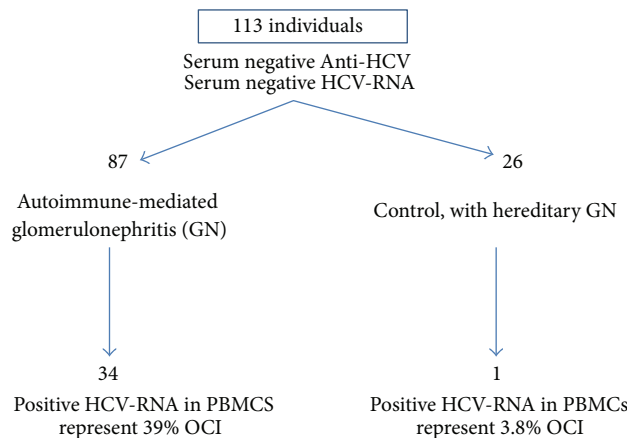 113 individuals
Serum negative Anti-HCV
Serum negative HCV-RNA
87
Autoimmune-mediated
glomerulonephritis (GN)
34
Positive HCV-RNA in PBMCS
represent 39% OCI
26
Control, with hereditary GN
1
Positive HCV-RNA in PBMCs
represent 3.8% OCI